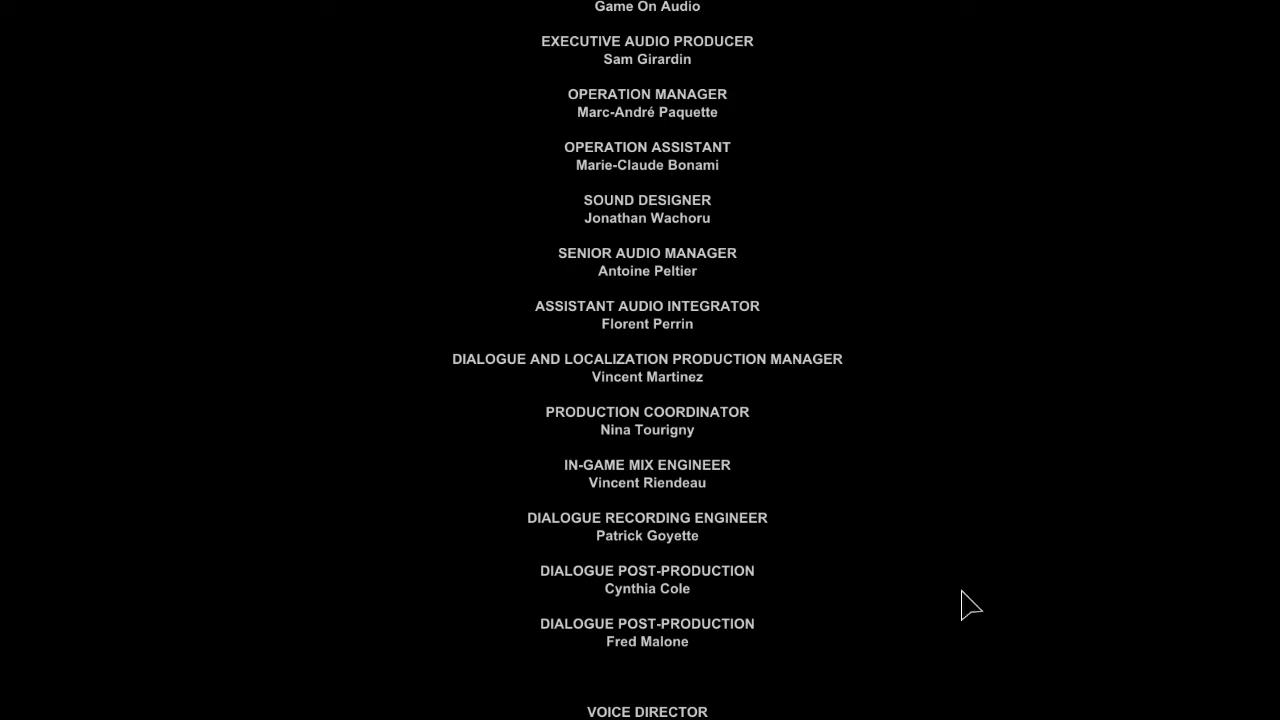 Game On Audio
EXECUTIVE AUDIO PRODUCER
Sam Girardin
OPERATION MANAGER
Marc-André Paquette
OPERATION ASSISTANT
Marie-Claude Bonami
SOUND DESIGNER
Jonathan Wachoru
SENIOR AUDIO MANAGER
Antoine Peltier
ASSISTANT AUDIO INTEGRATOR
Florent Perrin
DIALOGUE AND LOCALIZATION PRODUCTION MANAGER
Vincent Martinez
PRODUCTION COORDINATOR
Nina Tourigny
IN-GAME MIX ENGINEER
Vincent Riendeau
DIALOGUE RECORDING ENGINEER
Patrick Goyette
DIALOGUE POST-PRODUCTION
Cynthia Cole
DIALOGUE POST-PRODUCTION
Fred Malone
VOICE DIRECTOR